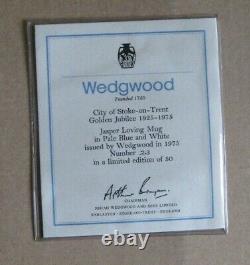 Wedgwood
Founded 1759
City of Stoke-on-Trent
Golden Jubilee 1925-1975
Jasper Loving Mug
in Pale Blue and White
issued by Wedgwood in 1975
Number 23
in a limited edition of 50
CHAIRMAN
JOSIAH WEDGWOOD AND SONS LIMITED
BARLASTON · STOKE-ON-TRENT · ENGLAND